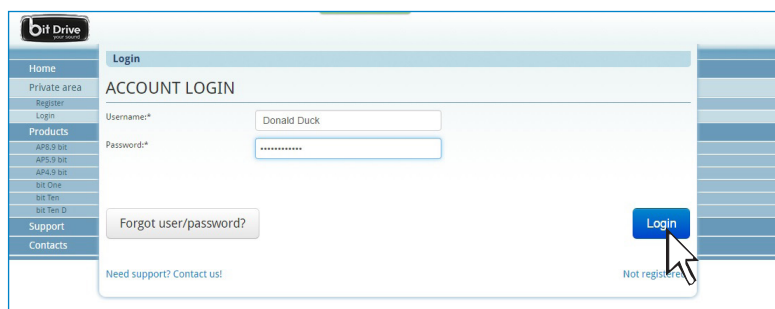 bit Drive
your sound
Home
Private area
Register
Login
Products
AP8.9 bit
AP5.9 bit
AP4.9 bit
bit One
bit Ten
bit Ten D
Support
Contacts
Login
ACCOUNT LOGIN
Username:*
Donald Duck
Password:*
••••••••••••
Forgot user/password?
Login
Need support? Contact us!
Not